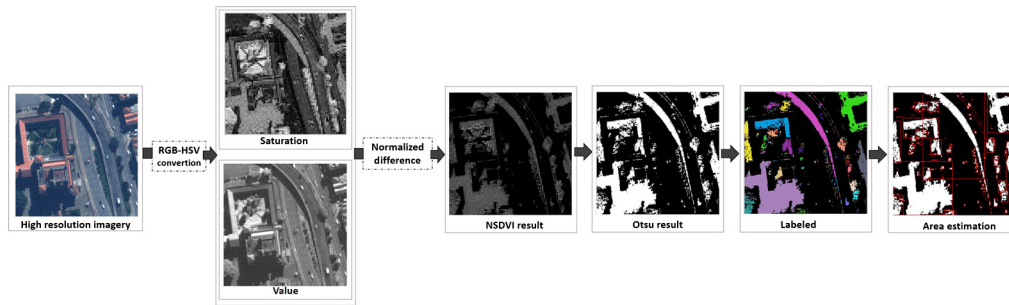 High resolution imagery
RGB-HSV
convertion
Saturation
Value
Normalized
difference
NSDVI result
Otsu result
Labeled
Area estimation